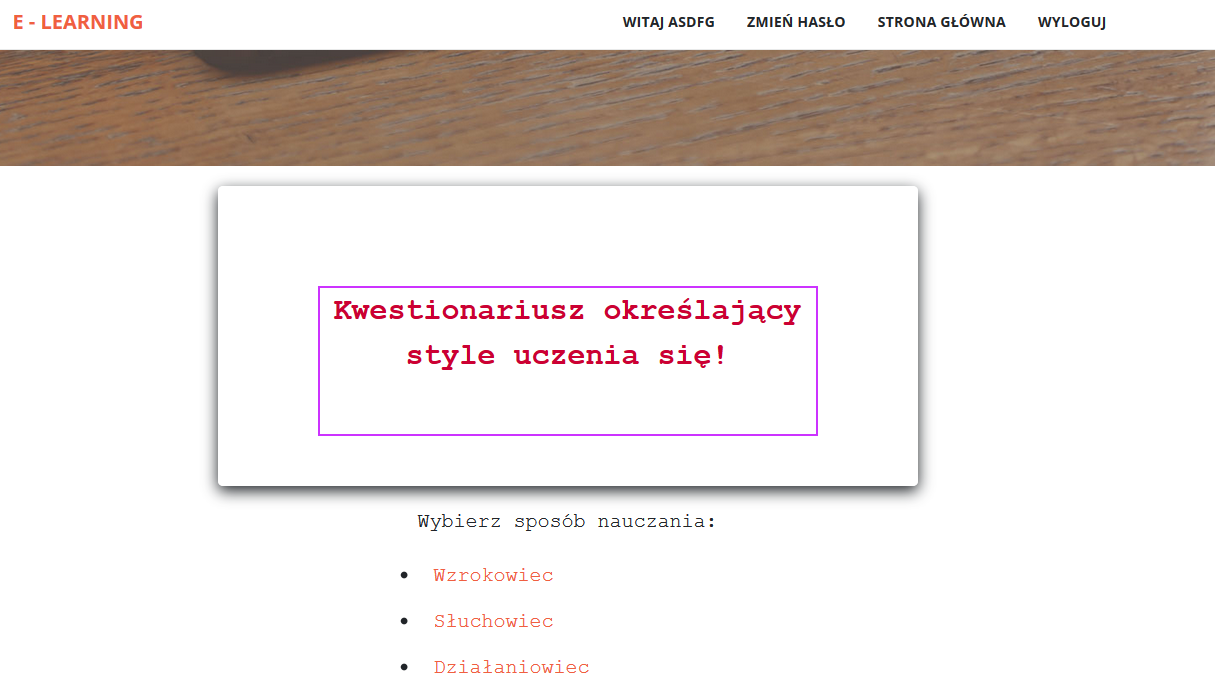 E - LEARNING
WITAJ ASDFG ZMIEŃ HASŁO STRONA GŁÓWNA WYLOGUJ
Kwestionariusz określający
style uczenia się!
Wybierz sposób nauczania:
Wzrokowiec
Słuchowiec
Działaniowiec